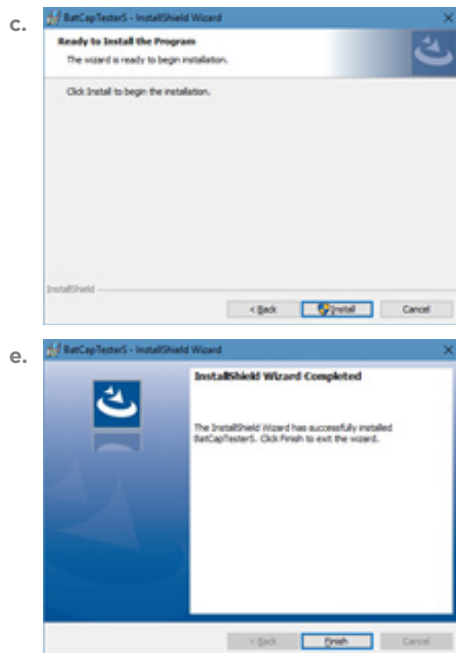 c.
BatCapTester5 - InstallShield Wizard
Ready to Install the Program
The wizard is ready to begin installation.
Click Install to begin the installation.
InstallShield
< Back Install Cancel
e.
BatCapTester5 - InstallShield Wizard
InstallShield Wizard Completed
The InstallShield Wizard has successfully installed
BatCapTester5. Click Finish to exit the wizard.
< Back Finish Cancel